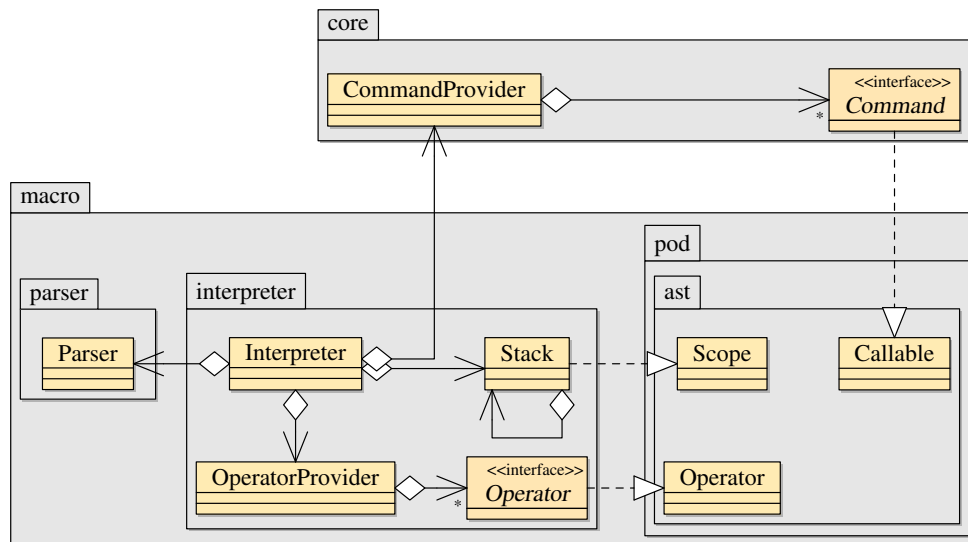 core
CommandProvider
<<interface>>
Command
*
macro
pod
parser
interpreter
ast
Parser
Interpreter
Stack
Scope
Callable
OperatorProvider
<<interface>>
Operator
*
Operator